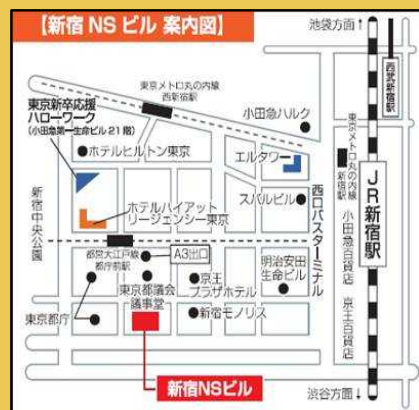 【新宿 NS ビル 案内図】
池袋方面↑
西武新宿駅
東京メトロ丸の内線
西新宿駅
東京新卒応援
ハローワーク
(小田急第一生命ビル21階)
小田急ハルク
ホテルヒルトン東京
エルタワー
東京メトロ丸の内線
新宿駅
JR新宿駅
スバルビル
新宿中央公園
ホテルハイアット
リージェンシー東京
西口バスターミナル
小田急百貨店
京王百貨店
都営大江戸線
都庁前駅
A3出口
明治安田
生命ビル
東京都議会
議事堂
京王
プラザホテル
新宿モノリス
東京都庁
新宿NSビル
渋谷方面↓